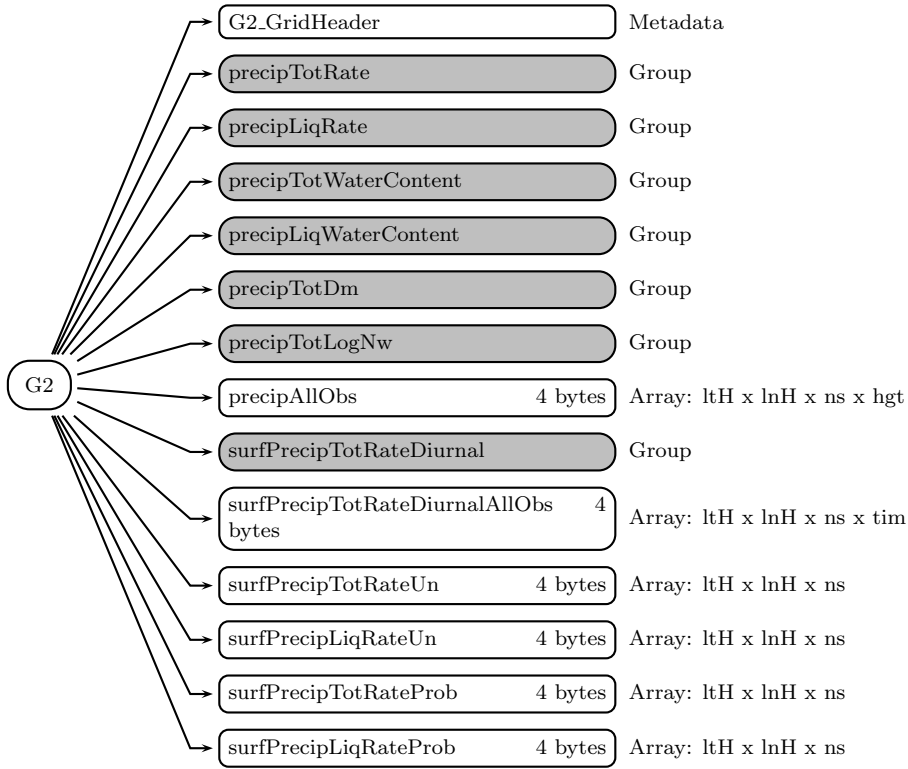 G2_GridHeader Metadata
precipTotRate Group
precipLiqRate Group
precipTotWaterContent Group
precipLiqWaterContent Group
precipTotDm Group
precipTotLogNw Group
G2
precipAllObs 4 bytes Array: ltH x lnH x ns x hgt
surfPrecipTotRateDiurnal Group
surfPrecipTotRateDiurnalAllObs 4
bytes
Array: ltH x lnH x ns x tim
surfPrecipTotRateUn 4 bytes Array: ltH x lnH x ns
surfPrecipLiqRateUn 4 bytes Array: ltH x lnH x ns
surfPrecipTotRateProb 4 bytes Array: ltH x lnH x ns
surfPrecipLiqRateProb 4 bytes Array: ltH x lnH x ns